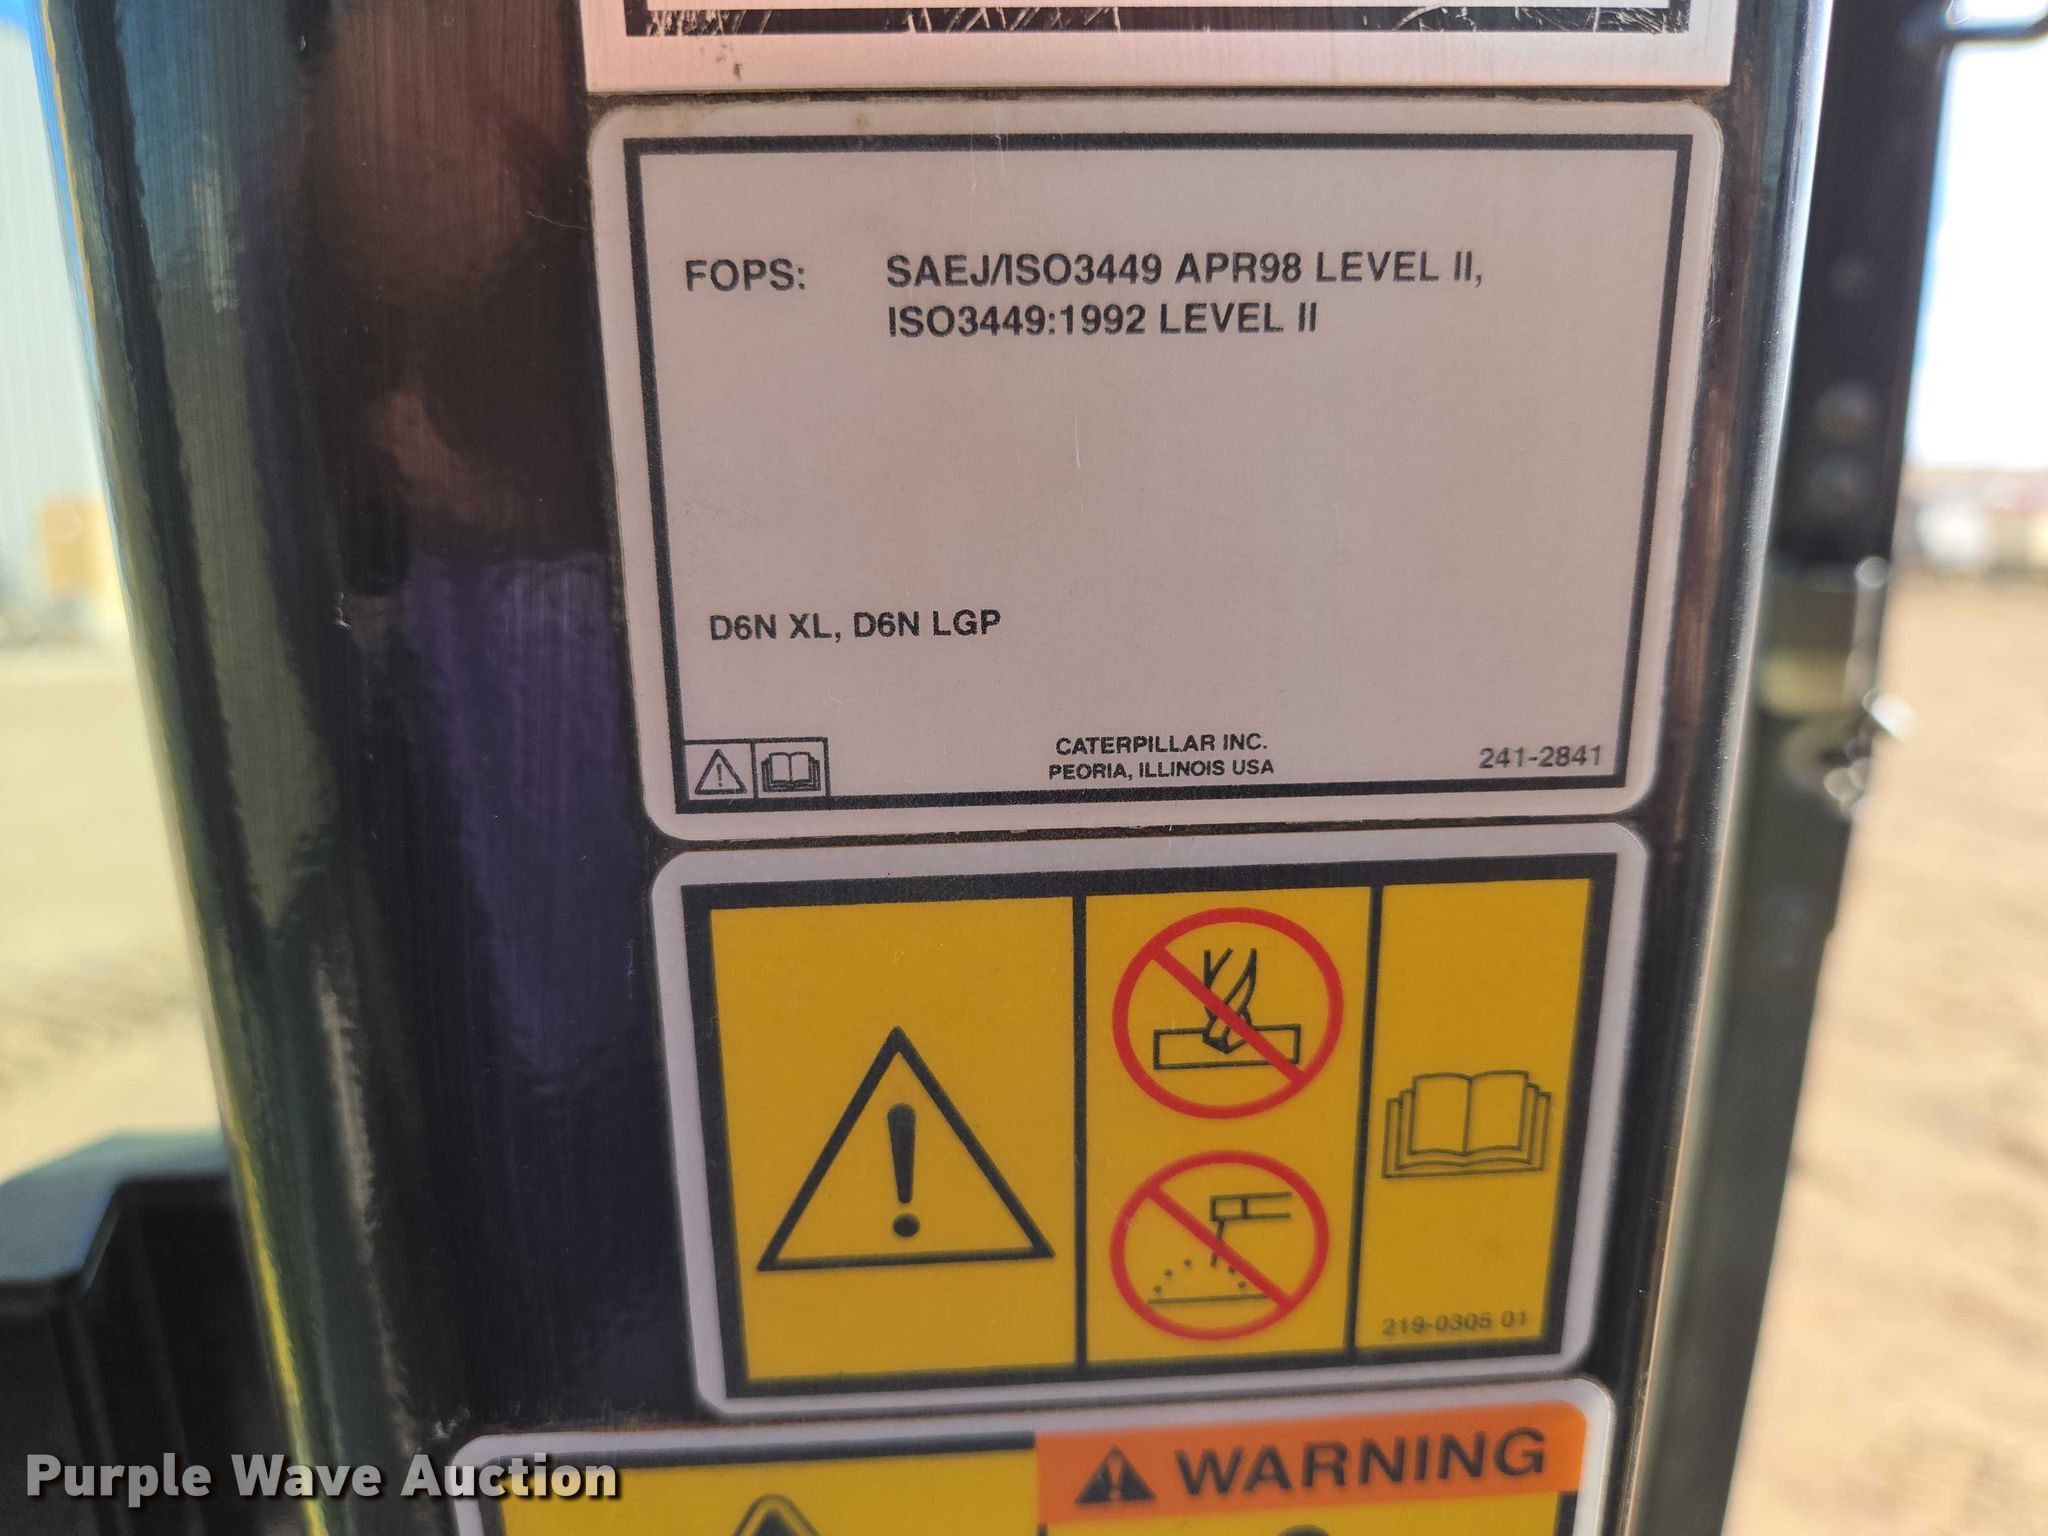 FOPS: SAEJ/ISO3449 APR98 LEVEL II,
ISO3449:1992 LEVEL II
D6N XL, D6N LGP
CATERPILLAR INC.
PEORIA, ILLINOIS USA
241-2841
219-0305 01
WARNING
Purple Wave Auction